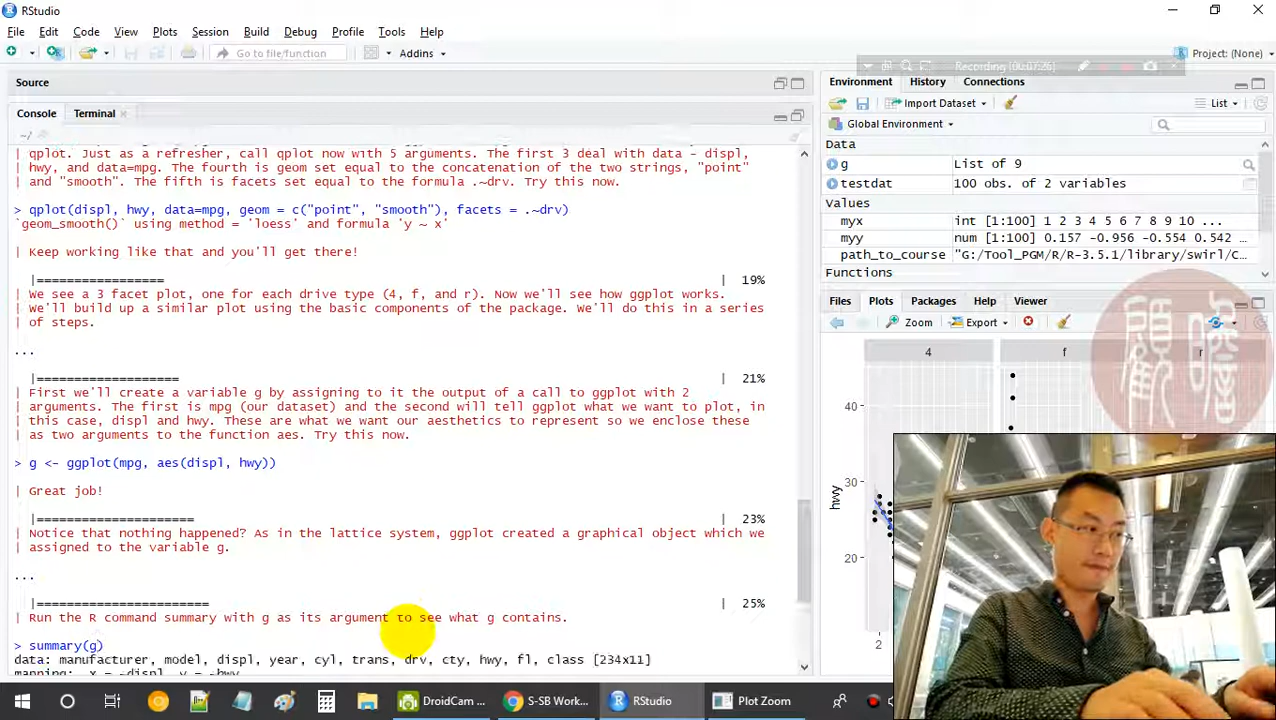 RStudio
File Edit Code View Plots Session Build Debug Profile Tools Help
Go to file/function Addins Project: (None)
Recording [00:07:26]
Source
Console Terminal
~/
| qplot. Just as a refresher, call qplot now with 5 arguments. The first 3 deal with data - displ,
| hwy, and data=mpg. The fourth is geom set equal to the concatenation of the two strings, "point"
| and "smooth". The fifth is facets set equal to the formula .~drv. Try this now.
> qplot(displ, hwy, data=mpg, geom = c("point", "smooth"), facets = .~drv)
`geom_smooth()` using method = 'loess' and formula 'y ~ x'
| Keep working like that and you'll get there!
|================= | 19%
| We see a 3 facet plot, one for each drive type (4, f, and r). Now we'll see how ggplot works.
| We'll build up a similar plot using the basic components of the package. We'll do this in a series
| of steps.
...
|=================== | 21%
| First we'll create a variable g by assigning to it the output of a call to ggplot with 2
| arguments. The first is mpg (our dataset) and the second will tell ggplot what we want to plot, in
| this case, displ and hwy. These are what we want our aesthetics to represent so we enclose these
| as two arguments to the function aes. Try this now.
> g <- ggplot(mpg, aes(displ, hwy))
| Great job!
|===================== | 23%
| Notice that nothing happened? As in the lattice system, ggplot created a graphical object which we
| assigned to the variable g.
...
|======================= | 25%
| Run the R command summary with g as its argument to see what g contains.
> summary(g)
data: manufacturer, model, displ, year, cyl, trans, drv, cty, hwy, fl, class [234x11]
mapping: x = ~displ, y = ~hwy
Environment History Connections
Import Dataset List
Global Environment
Data
g List of 9
testdat 100 obs. of 2 variables
Values
myx int [1:100] 1 2 3 4 5 6 7 8 9 10 ...
myy num [1:100] 0.157 -0.956 -0.554 0.542 ...
path_to_course "G:/Tool_PGM/R/R-3.5.1/library/swirl/C…
Functions
Files Plots Packages Help Viewer
Zoom Export
4 f r
40
30
20
hwy
2
DroidCam ... S-SB Work... RStudio Plot Zoom